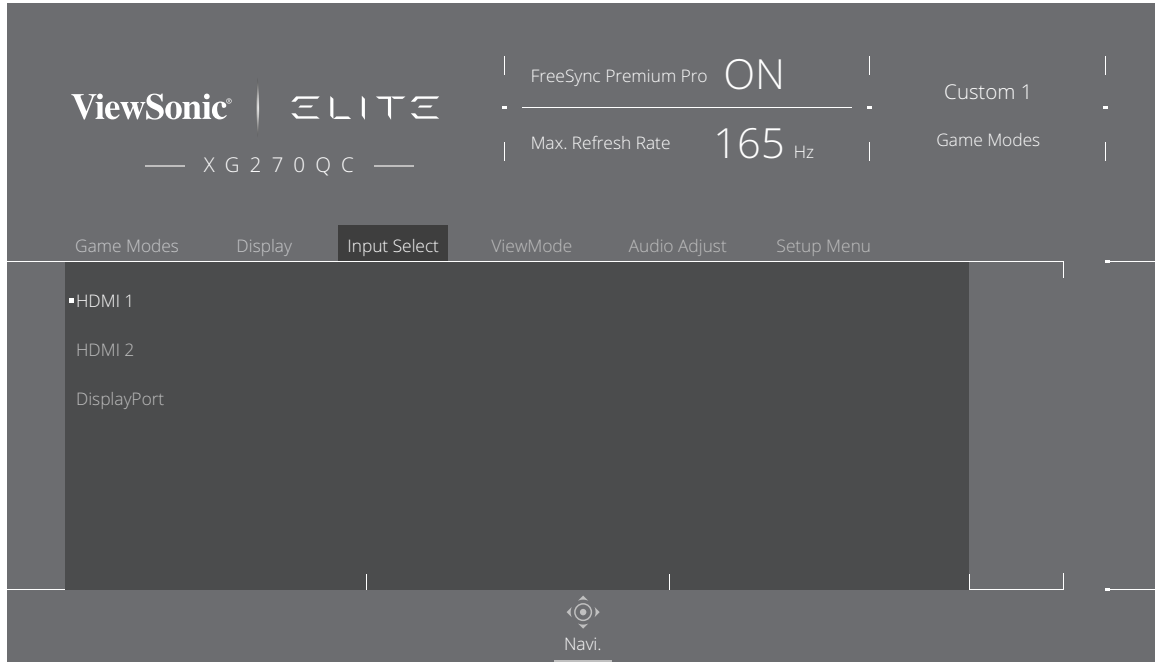 ViewSonic® ELITE
XG270QC
FreeSync Premium Pro ON
Max. Refresh Rate 165 Hz
Custom 1
Game Modes
Game Modes Display Input Select ViewMode Audio Adjust Setup Menu
HDMI 1
HDMI 2
DisplayPort
Navi.